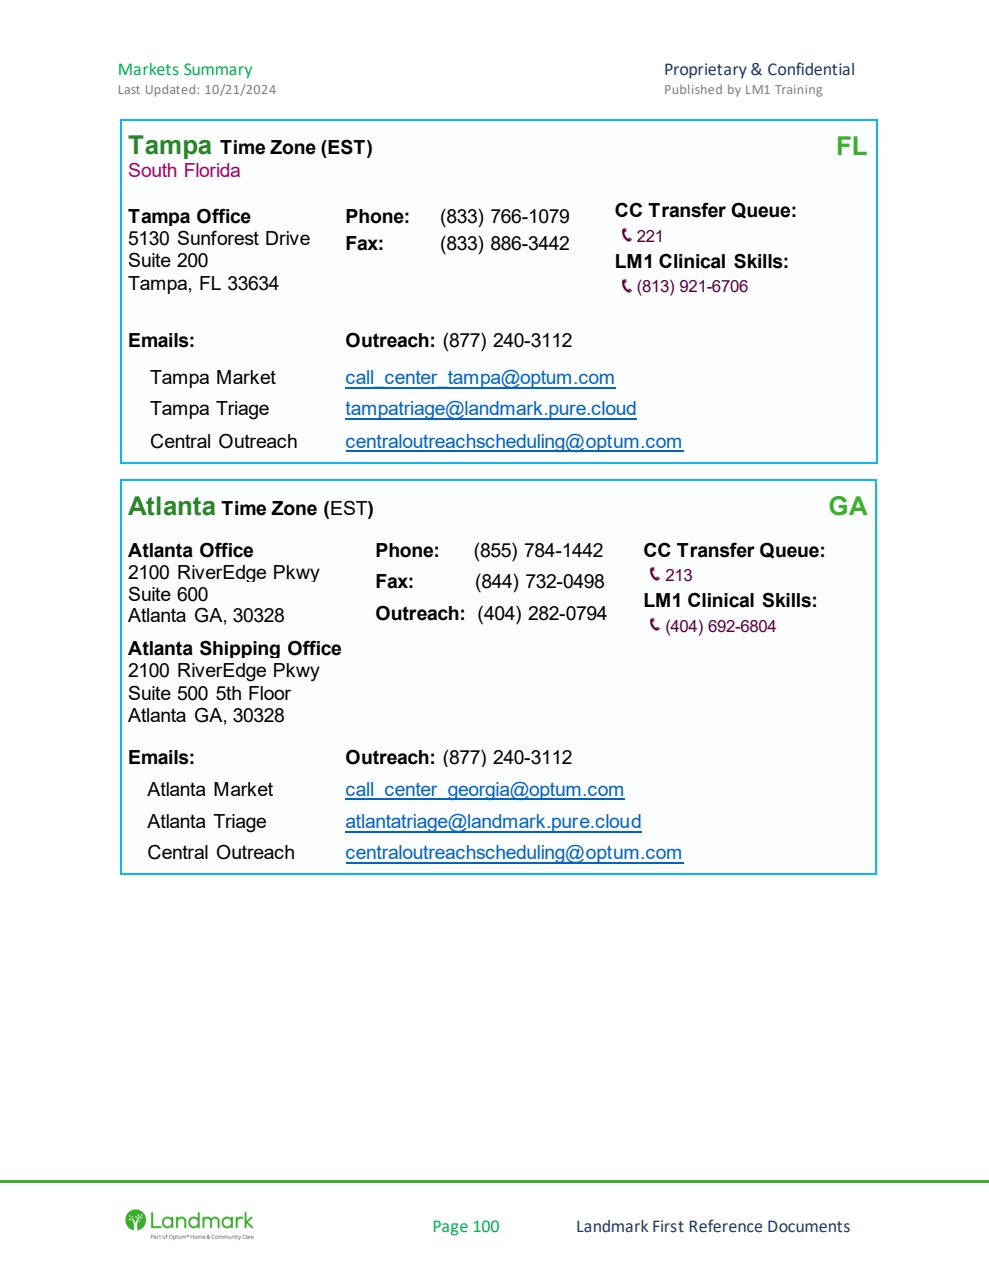 Markets Summary
Proprietary & Confidential
Last Updated: 10/21/2024
Published by LM1 Training
Tampa Time Zone (EST)
FL
South Florida
Tampa Office
5130 Sunforest Drive
Suite 200
Tampa, FL 33634
Phone: (833) 766-1079
Fax: (833) 886-3442
CC Transfer Queue:
221
LM1 Clinical Skills:
(813) 921-6706
Emails:
Outreach: (877) 240-3112
Tampa Market call_center_tampa@optum.com
Tampa Triage tampatriage@landmark.pure.cloud
Central Outreach centraloutreachscheduling@optum.com
Atlanta Time Zone (EST)
GA
Atlanta Office
2100 RiverEdge Pkwy
Suite 600
Atlanta GA, 30328
Phone: (855) 784-1442
Fax: (844) 732-0498
Outreach: (404) 282-0794
CC Transfer Queue:
213
LM1 Clinical Skills:
(404) 692-6804
Atlanta Shipping Office
2100 RiverEdge Pkwy
Suite 500 5th Floor
Atlanta GA, 30328
Emails:
Outreach: (877) 240-3112
Atlanta Market call_center_georgia@optum.com
Atlanta Triage atlantatriage@landmark.pure.cloud
Central Outreach centraloutreachscheduling@optum.com
Landmark
Part of Optum® Home & Community Care
Page 100
Landmark First Reference Documents